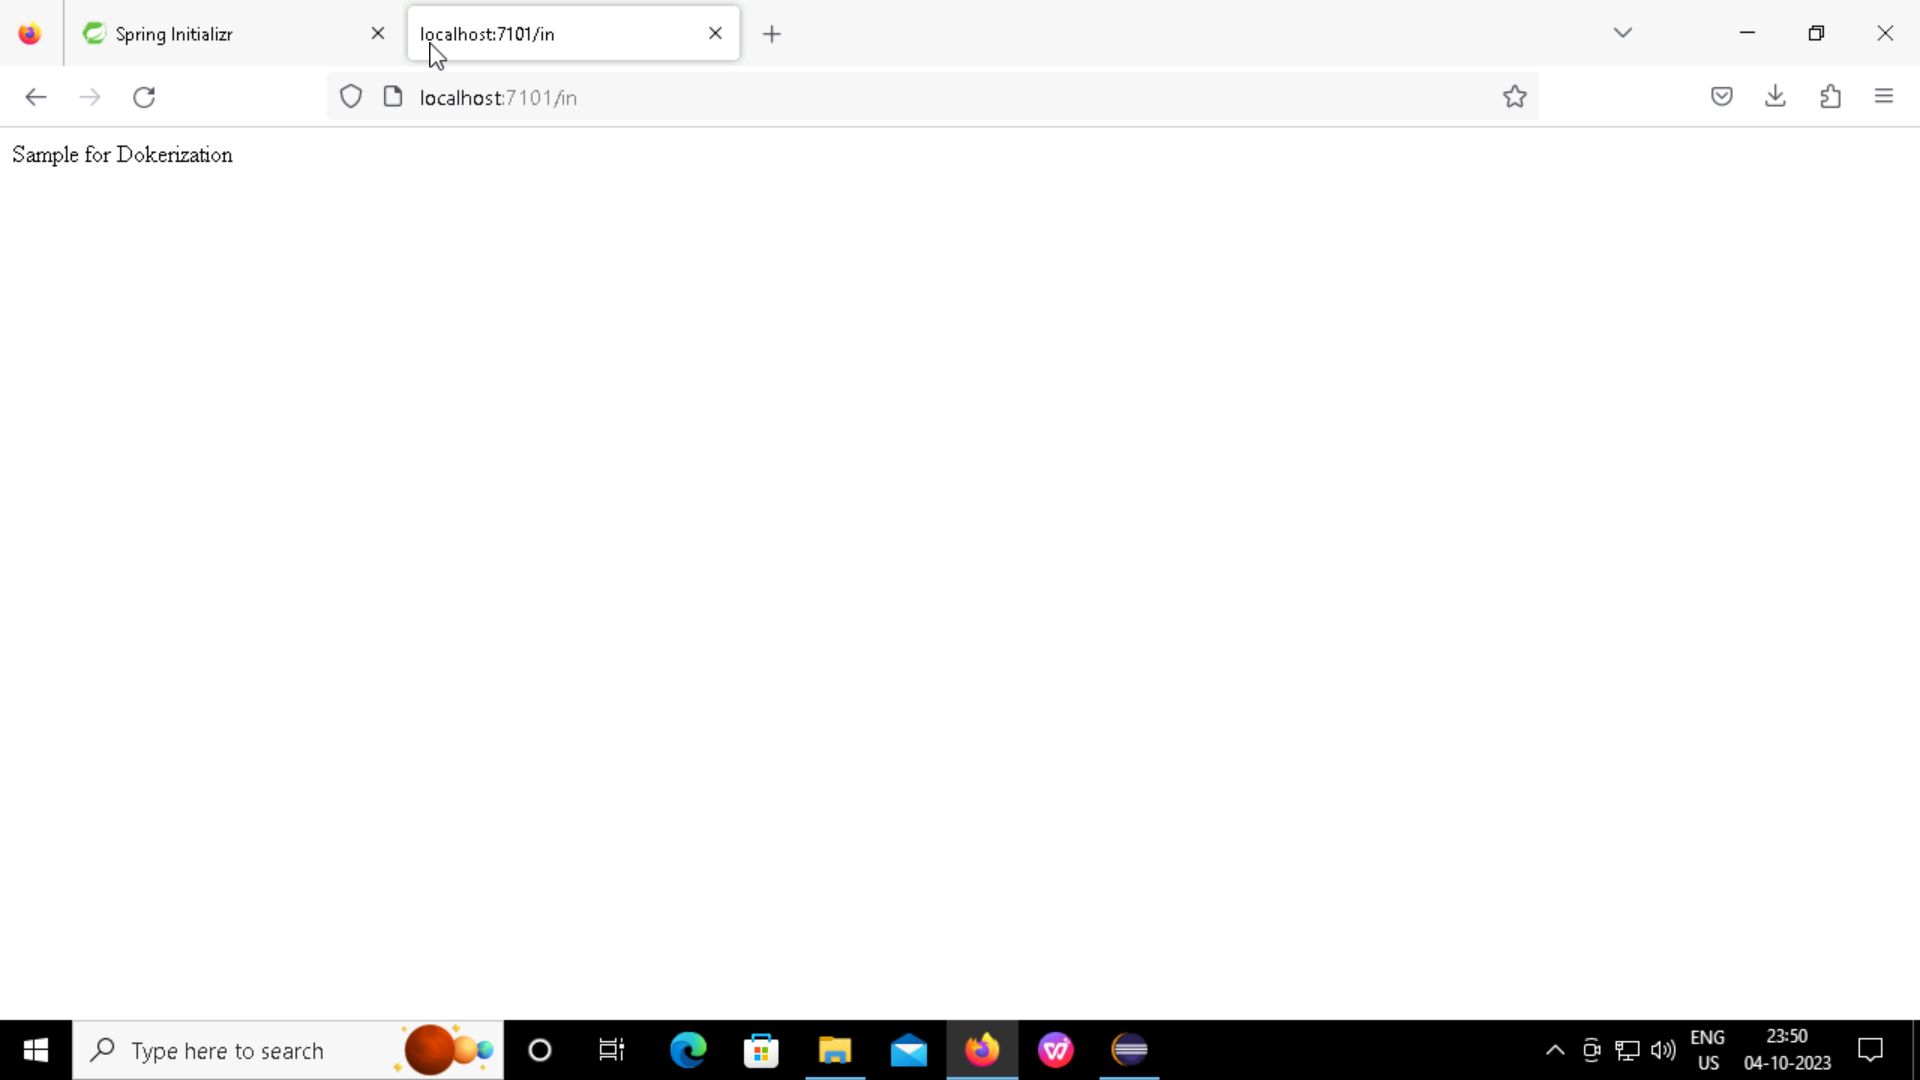 Spring Initializr
localhost:7101/in
localhost:7101/in
Sample for Dokerization
Type here to search
ENG
US
23:50
04-10-2023